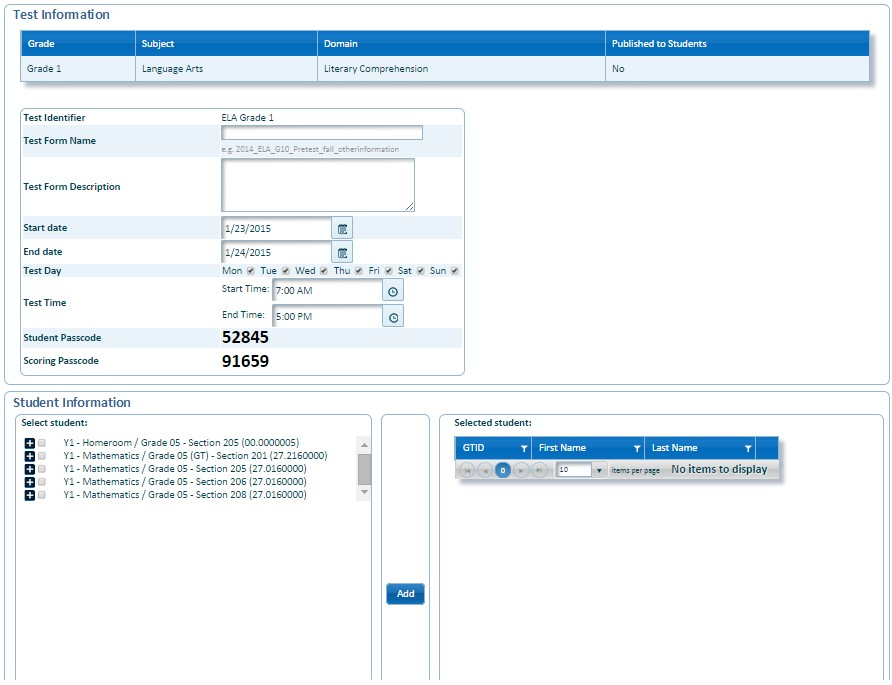 Test Information
Grade Subject Domain Published to Students
Grade 1 Language Arts Literary Comprehension No
Test Identifier ELA Grade 1
Test Form Name
e.g. 2014_ELA_G10_Pretest_fall_otherinformation
Test Form Description
Start date 1/23/2015
End date 1/24/2015
Test Day Mon Tue Wed Thu Fri Sat Sun
Test Time Start Time: 7:00 AM
End Time: 5:00 PM
Student Passcode 52845
Scoring Passcode 91659
Student Information
Select student:
Y1 - Homeroom / Grade 05 - Section 205 (00.0000005)
Y1 - Mathematics / Grade 05 (GT) - Section 201 (27.2160000)
Y1 - Mathematics / Grade 05 - Section 205 (27.0160000)
Y1 - Mathematics / Grade 05 - Section 206 (27.0160000)
Y1 - Mathematics / Grade 05 - Section 208 (27.0160000)
Add
Selected student:
GTID First Name Last Name
0 10 items per page No items to display